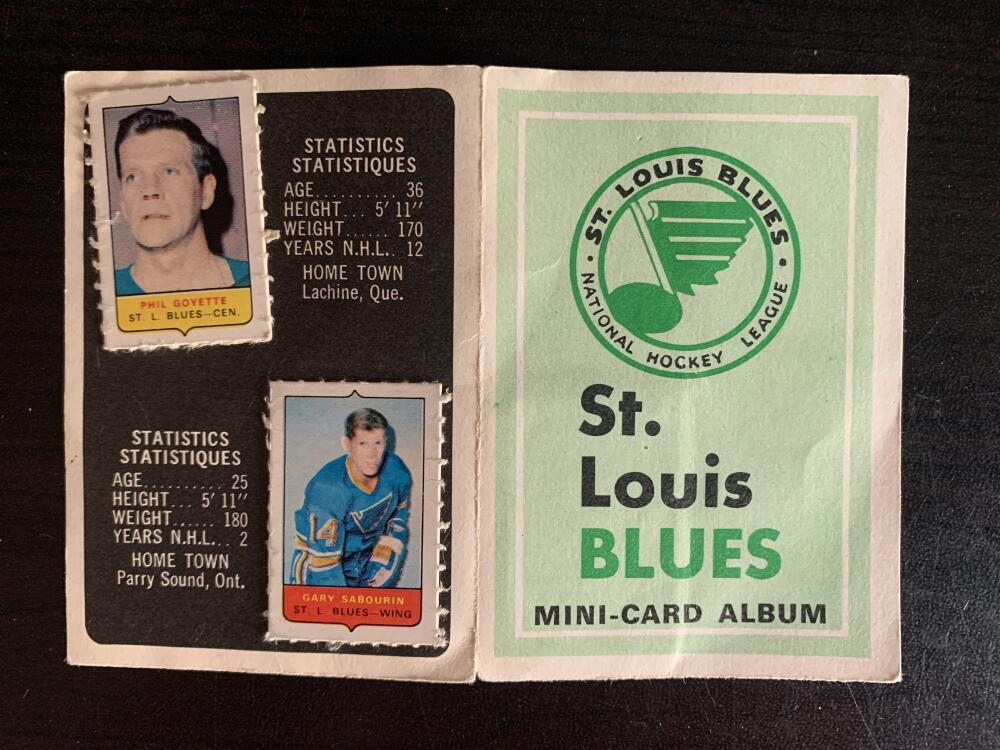 PHIL GOYETTE
ST. L. BLUES—CEN.
STATISTICS
STATISTIQUES
AGE.......... 36
HEIGHT... 5' 11"
WEIGHT...... 170
YEARS N.H.L.. 12
HOME TOWN
Lachine, Que.
STATISTICS
STATISTIQUES
AGE.......... 25
HEIGHT... 5' 11"
WEIGHT...... 180
YEARS N.H.L.. 2
HOME TOWN
Parry Sound, Ont.
14
GARY SABOURIN
ST. L. BLUES—WING
• ST. LOUIS BLUES •
NATIONAL HOCKEY LEAGUE
St.
Louis
BLUES
MINI-CARD ALBUM